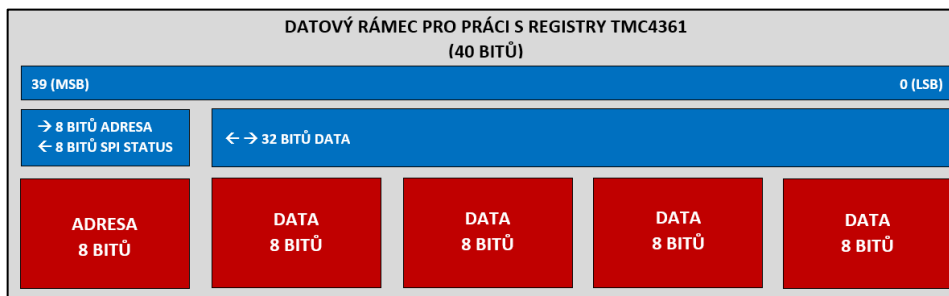 DATOVÝ RÁMEC PRO PRÁCI S REGISTRY TMC4361
(40 BITŮ)
39 (MSB) 0 (LSB)
→ 8 BITŮ ADRESA
← 8 BITŮ SPI STATUS
← → 32 BITŮ DATA
ADRESA
8 BITŮ
DATA
8 BITŮ
DATA
8 BITŮ
DATA
8 BITŮ
DATA
8 BITŮ